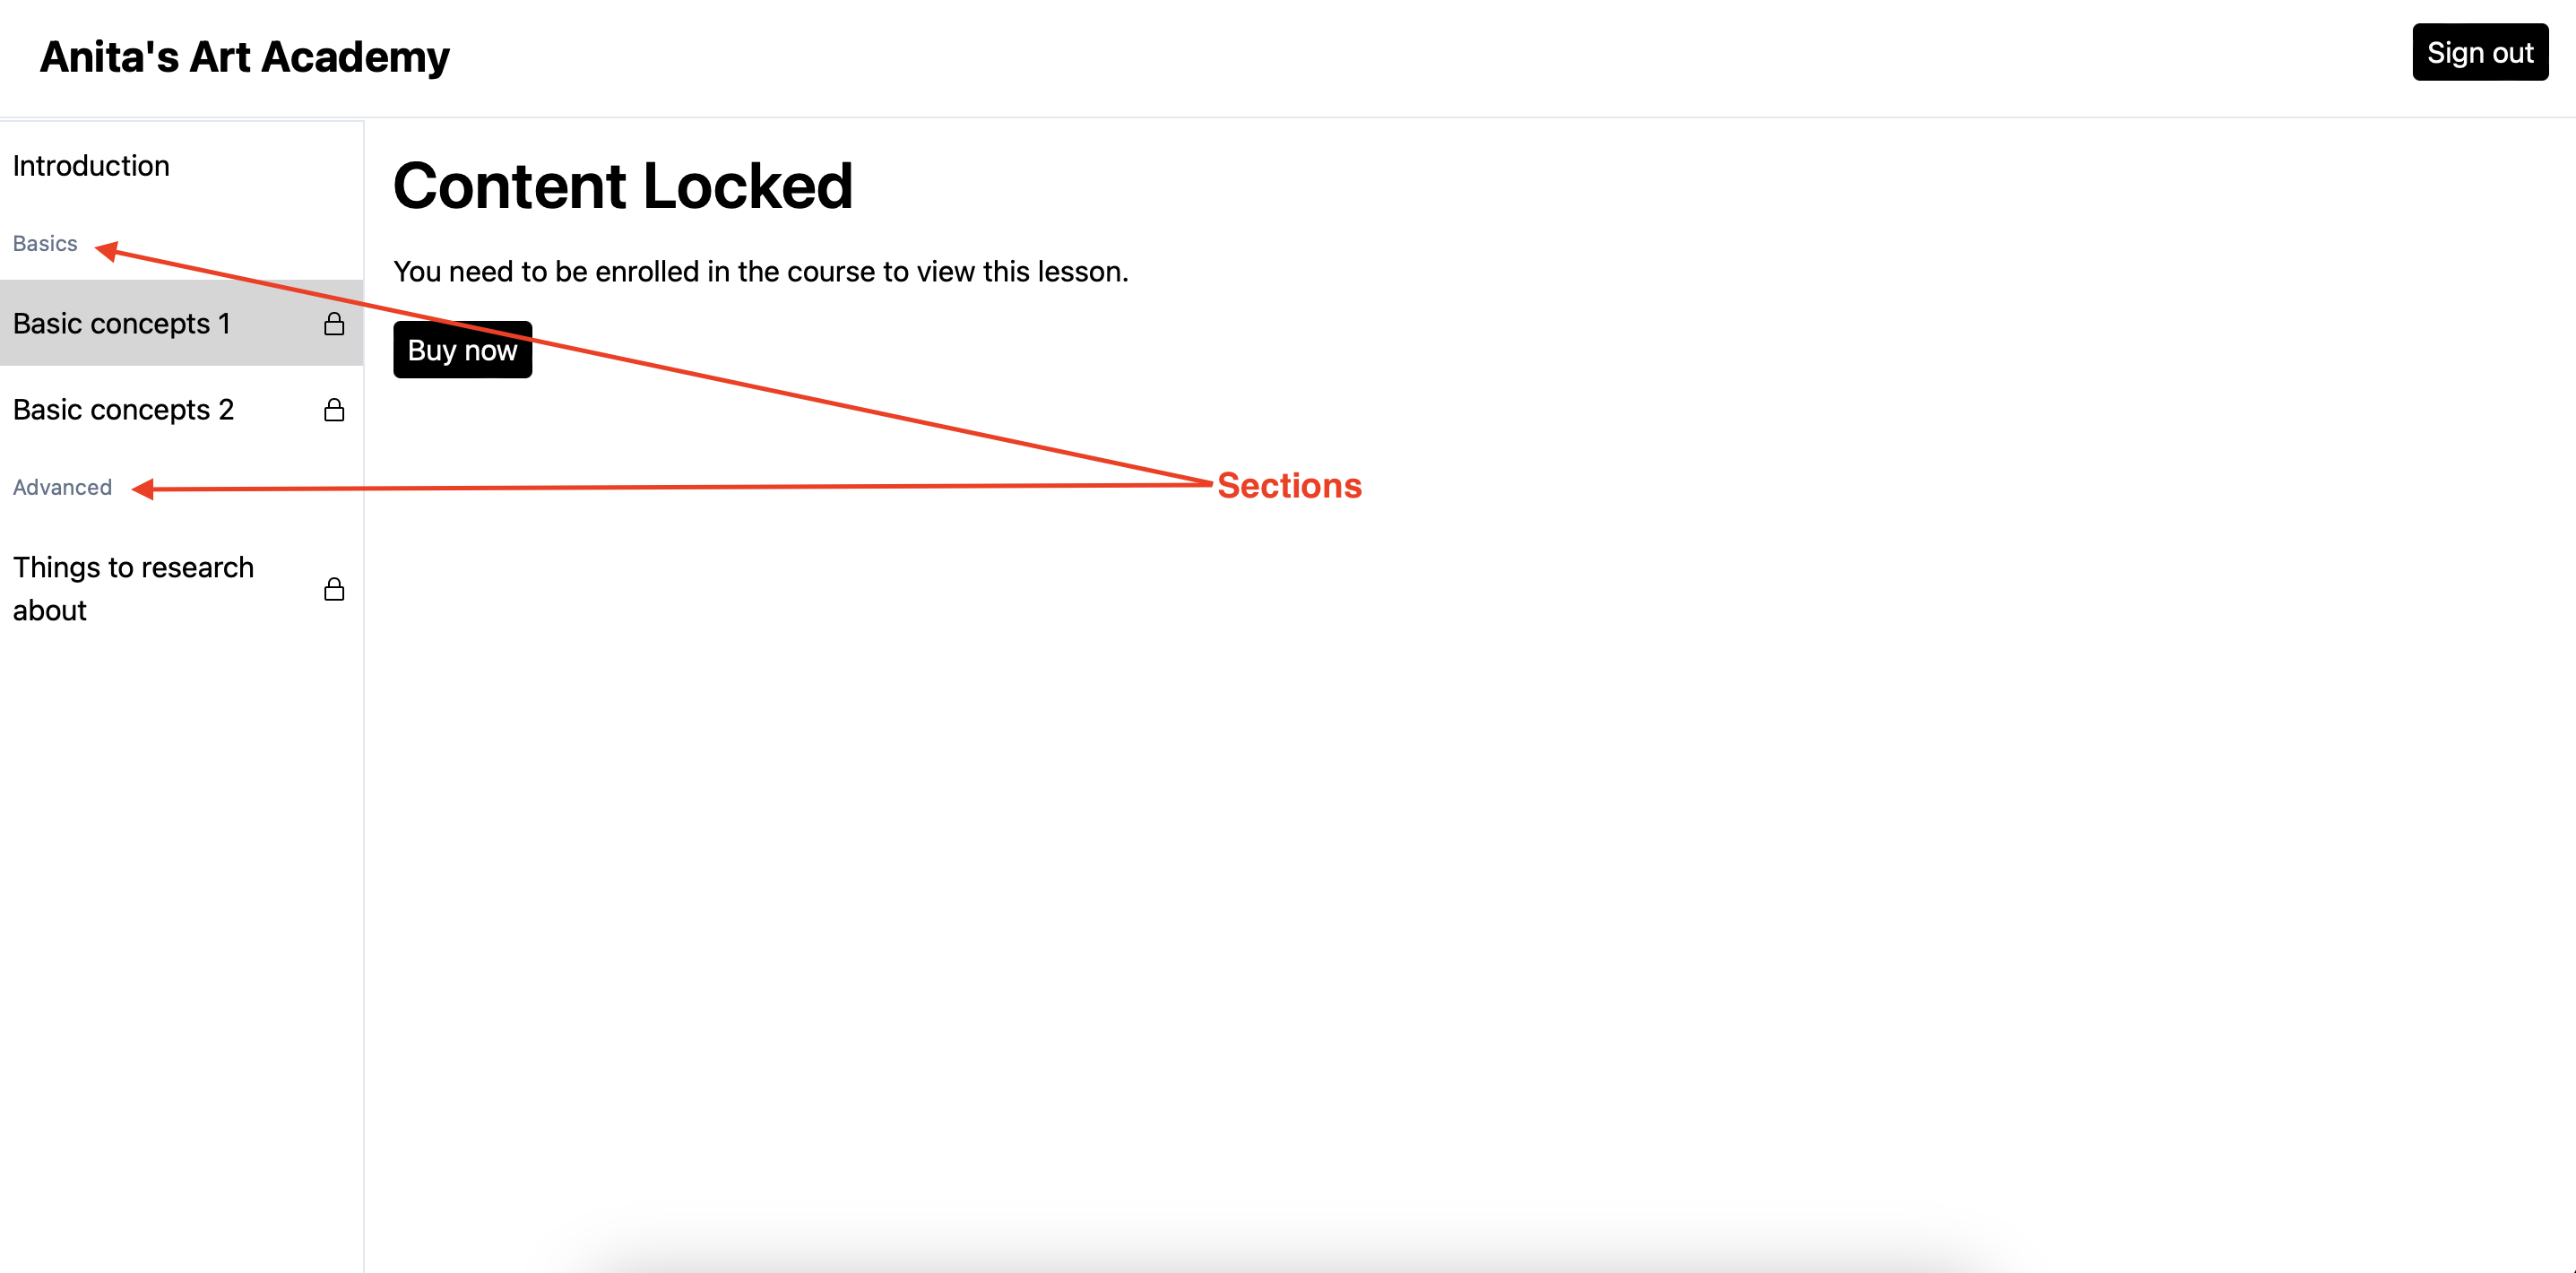 Anita's Art Academy
Sign out
Introduction
Basics
Basic concepts 1
Basic concepts 2
Advanced
Things to research
about
Content Locked
You need to be enrolled in the course to view this lesson.
Buy now
Sections